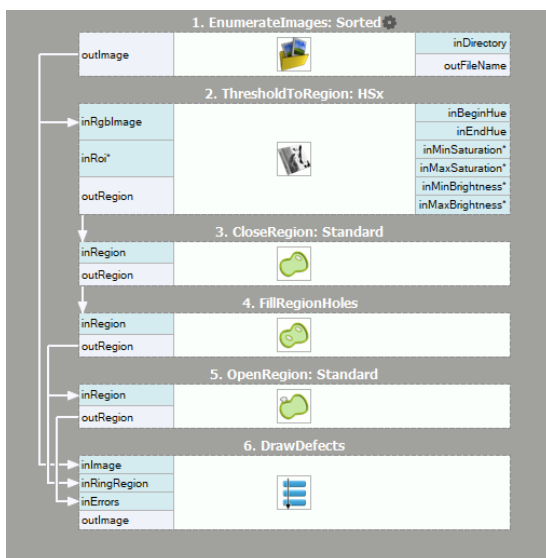 1. EnumerateImages: Sorted
outImage
inDirectory
outFileName
2. ThresholdToRegion: HSx
inRgbImage
inRoi*
outRegion
inBeginHue
inEndHue
inMinSaturation*
inMaxSaturation*
inMinBrightness*
inMaxBrightness*
3. CloseRegion: Standard
inRegion
outRegion
4. FillRegionHoles
inRegion
outRegion
5. OpenRegion: Standard
inRegion
outRegion
6. DrawDefects
inImage
inRingRegion
inErrors
outImage